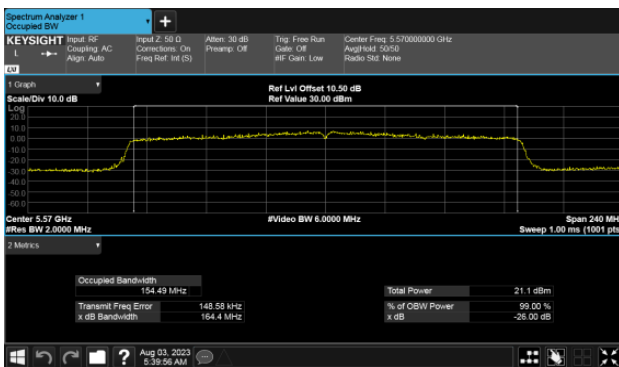 Spectrum Analyzer 1
Occupied BW
KEYSIGHT
L
LXI
Input: RF
Coupling: AC
Align: Auto
Input Z: 50 Ω
Corrections: On
Freq Ref: Int (S)
Atten: 30 dB
Preamp: Off
Trig: Free Run
Gate: Off
#IF Gain: Low
Center Freq: 5.570000000 GHz
Avg|Hold: 50/50
Radio Std: None
1 Graph
Scale/Div 10.0 dB
Ref Lvl Offset 10.50 dB
Ref Value 30.00 dBm
Log
20.0
10.0
0.00
-10.0
-20.0
-30.0
-40.0
-50.0
-60.0
Center 5.57 GHz
#Res BW 2.0000 MHz
#Video BW 6.0000 MHz
Span 240 MH
Sweep 1.00 ms (1001 pts
2 Metrics
Occupied Bandwidth
154.49 MHz
Transmit Freq Error 148.58 kHz
x dB Bandwidth 164.4 MHz
Total Power 21.1 dBm
% of OBW Power 99.00 %
x dB -26.00 dB
?
Aug 03, 2023
5:39:56 AM